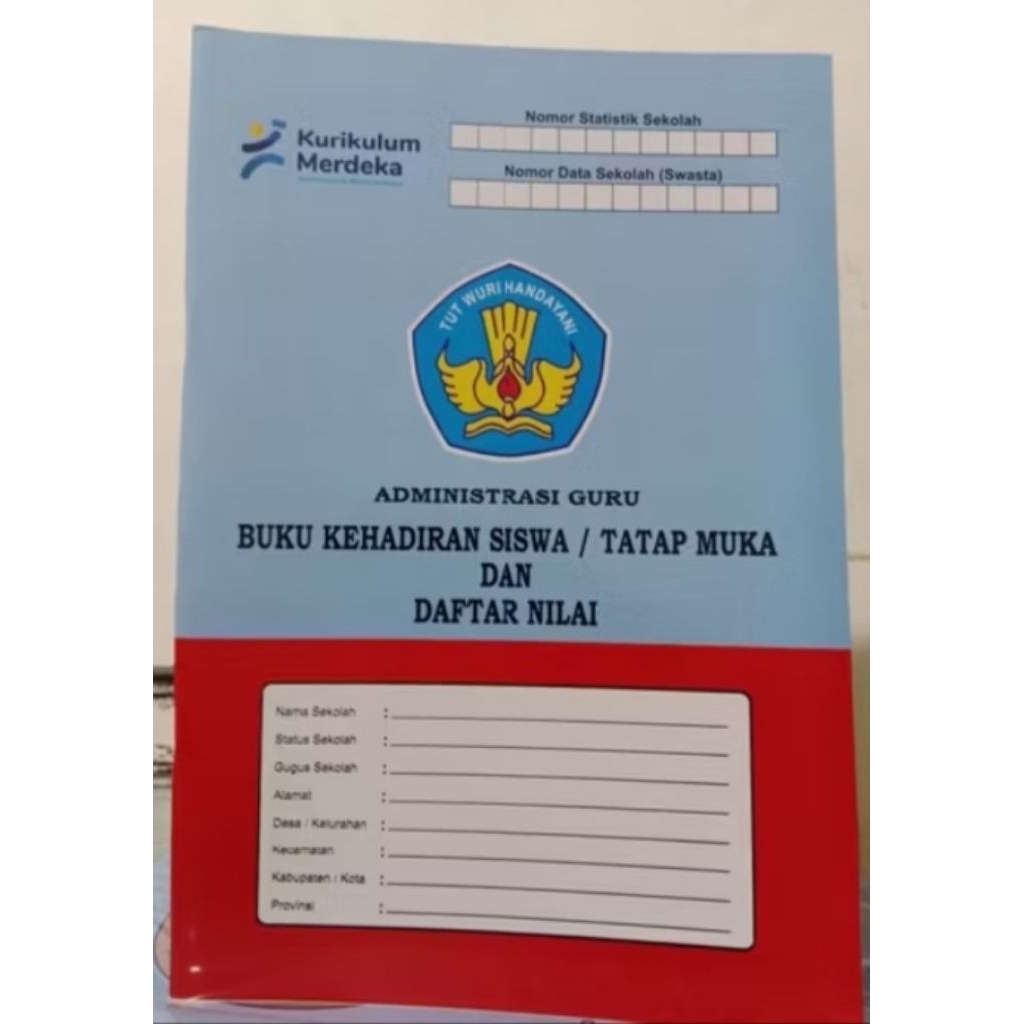 Kurikulum
Merdeka
Nomor Statistik Sekolah
Nomor Data Sekolah (Swasta)
TUT WURI HANDAYANI
ADMINISTRASI GURU
BUKU KEHADIRAN SISWA / TATAP MUKA
DAN
DAFTAR NILAI
Nama Sekolah :
Status Sekolah :
Gugus Sekolah :
Alamat :
Desa / Kelurahan :
Kecamatan :
Kabupaten / Kota :
Provinsi :